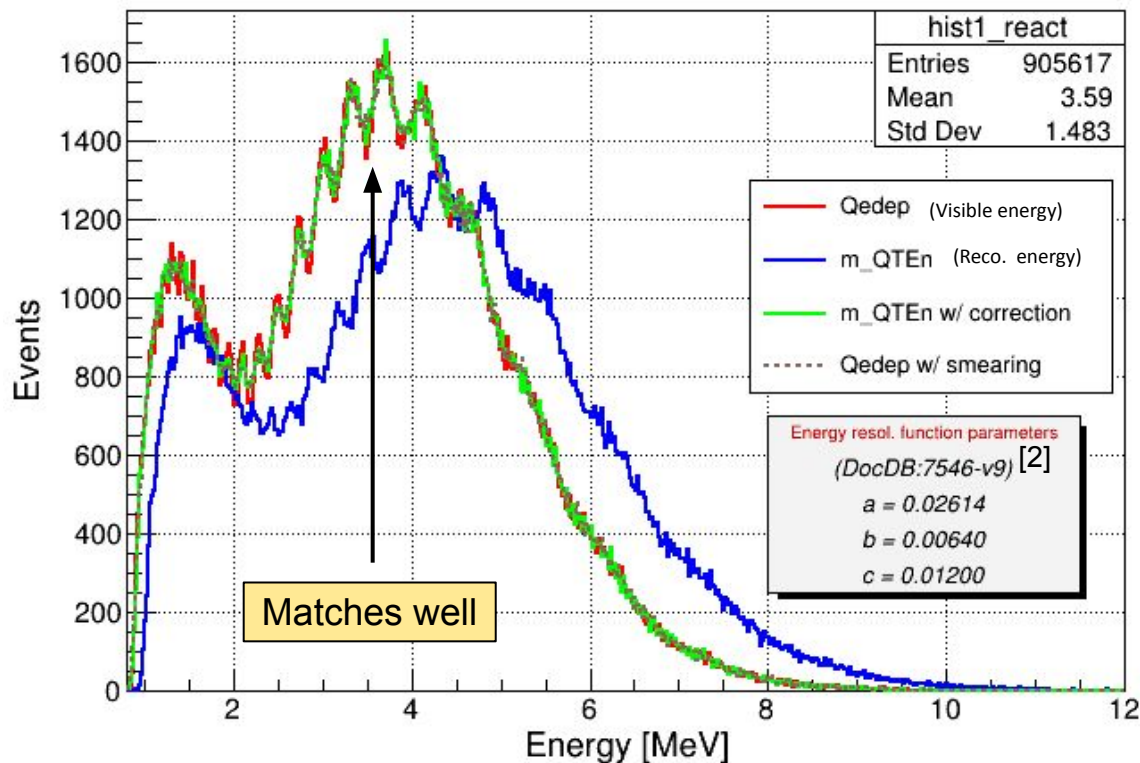 hist1_react
Entries 905617
Mean 3.59
Std Dev 1.483
Qedep (Visible energy)
m_QTEn (Reco. energy)
m_QTEn w/ correction
Qedep w/ smearing
Energy resol. function parameters
(DocDB:7546-v9) [2]
a = 0.02614
b = 0.00640
c = 0.01200
Matches well
Events
1600
1400
1200
1000
800
600
400
200
0
2 4 6 8 10 12
Energy [MeV]